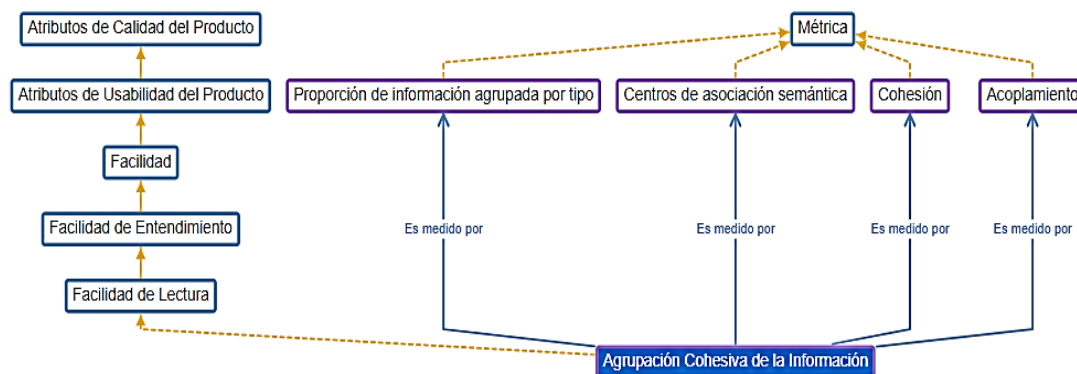 Atributos de Calidad del Producto
Métrica
Atributos de Usabilidad del Producto
Proporción de información agrupada por tipo
Centros de asociación semántica
Cohesión
Acoplamiento
Facilidad
Facilidad de Entendimiento
Es medido por
Es medido por
Es medido por
Es medido por
Facilidad de Lectura
Agrupación Cohesiva de la Información